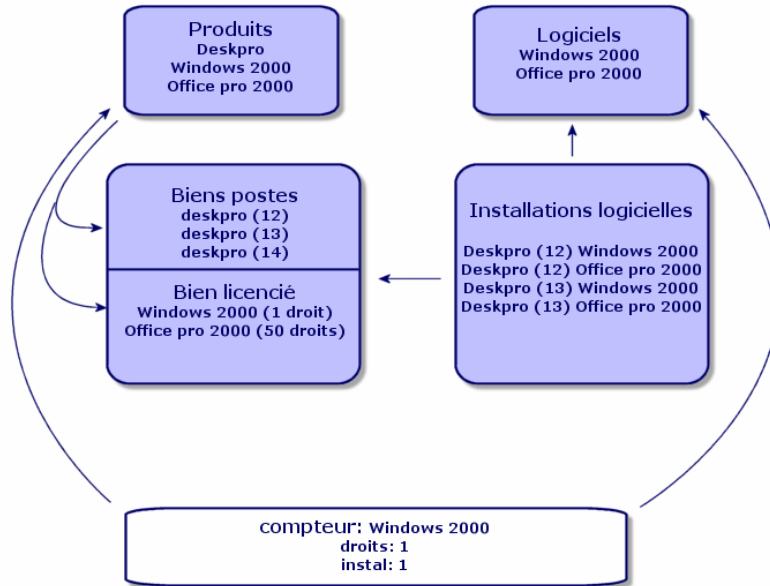 Produits
Deskpro
Windows 2000
Office pro 2000
Logiciels
Windows 2000
Office pro 2000
Biens postes
deskpro (12)
deskpro (13)
deskpro (14)
Bien licencié
Windows 2000 (1 droit)
Office pro 2000 (50 droits)
Installations logicielles
Deskpro (12) Windows 2000
Deskpro (12) Office pro 2000
Deskpro (13) Windows 2000
Deskpro (13) Office pro 2000
compteur: Windows 2000
droits: 1
instal: 1